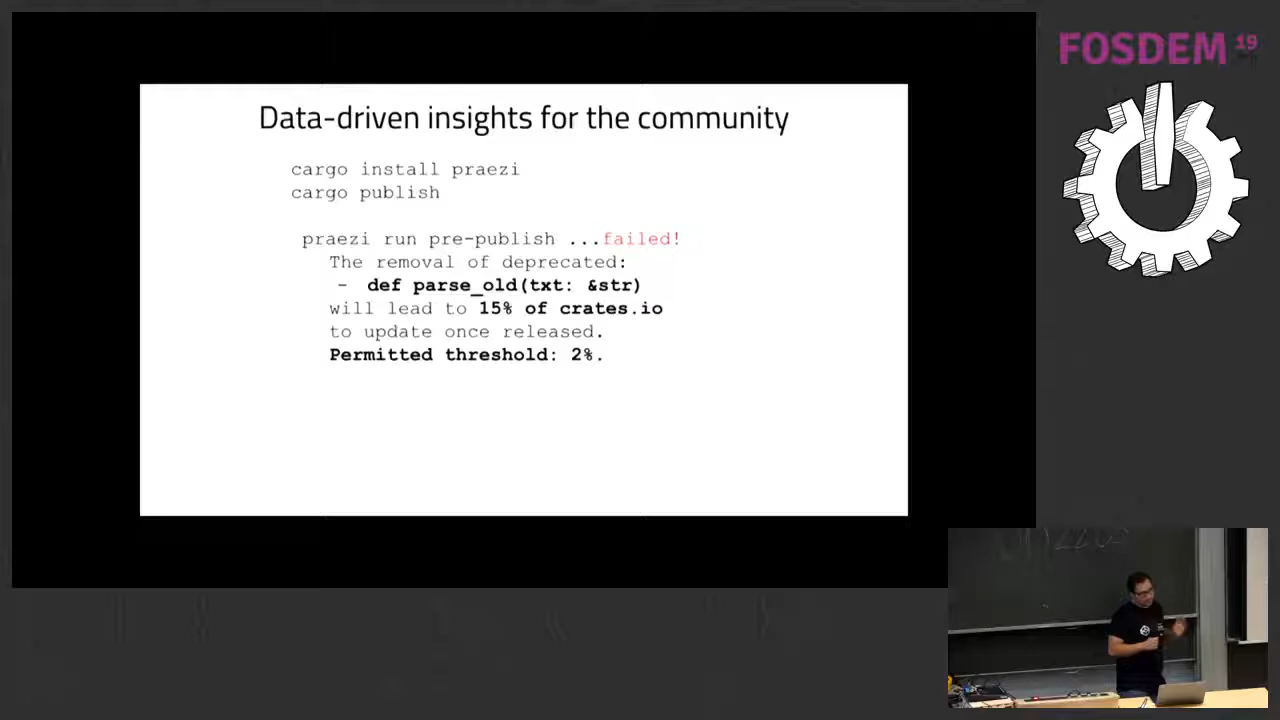 FOSDEM 19
Data-driven insights for the community
cargo install praezi
cargo publish
praezi run pre-publish ...failed!
The removal of deprecated:
- def parse_old(txt: &str)
will lead to 15% of crates.io
to update once released.
Permitted threshold: 2%.